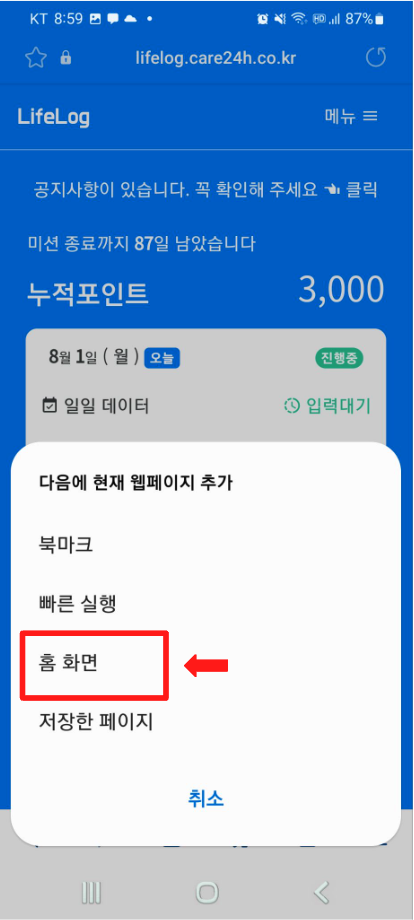 KT 8:59 87%
lifelog.care24h.co.kr
LifeLog 메뉴
공지사항이 있습니다. 꼭 확인해 주세요 클릭
미션 종료까지 87일 남았습니다
누적포인트 3,000
8월 1일 ( 월 ) 오늘 진행중
일일 데이터 입력대기
다음에 현재 웹페이지 추가
북마크
빠른 실행
홈 화면
저장한 페이지
취소